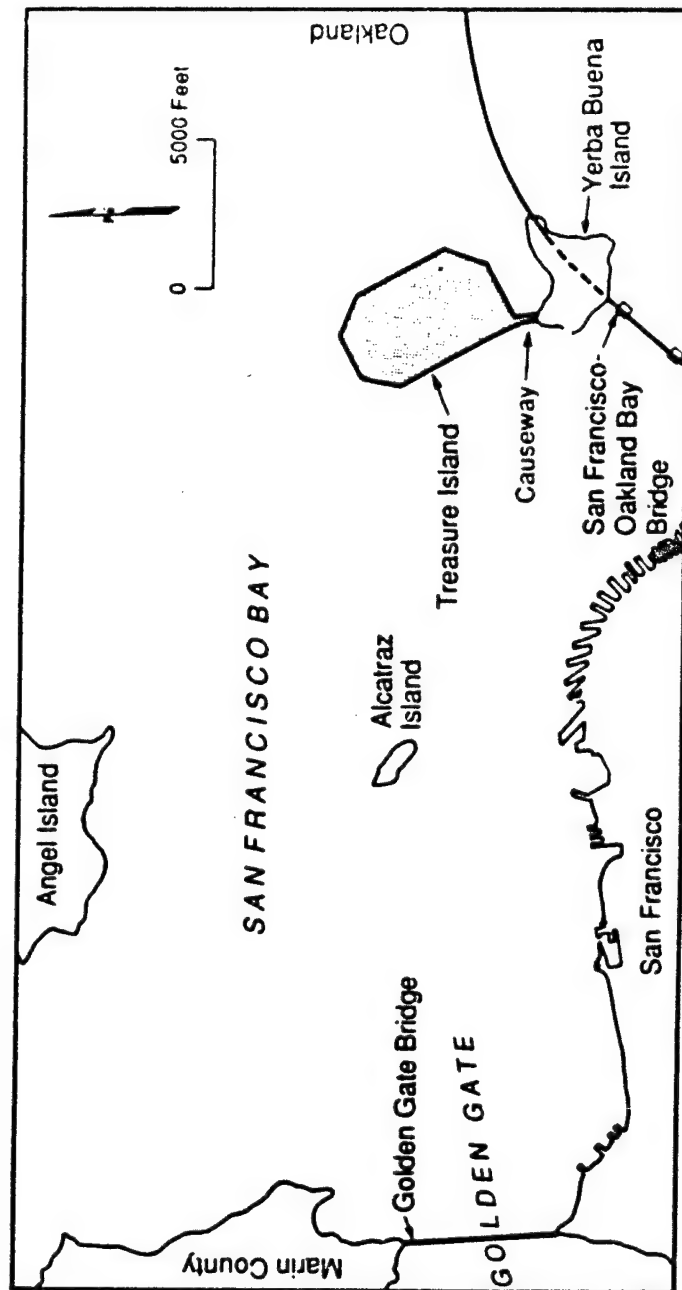 Angel Island
Marin County
SAN FRANCISCO BAY
0
5000 Feet
Oakland
Golden Gate Bridge
GOLDEN GATE
Alcatraz
Island
Treasure Island
Causeway
San Francisco-
Oakland Bay
Bridge
Yerba Buena
Island
San Francisco